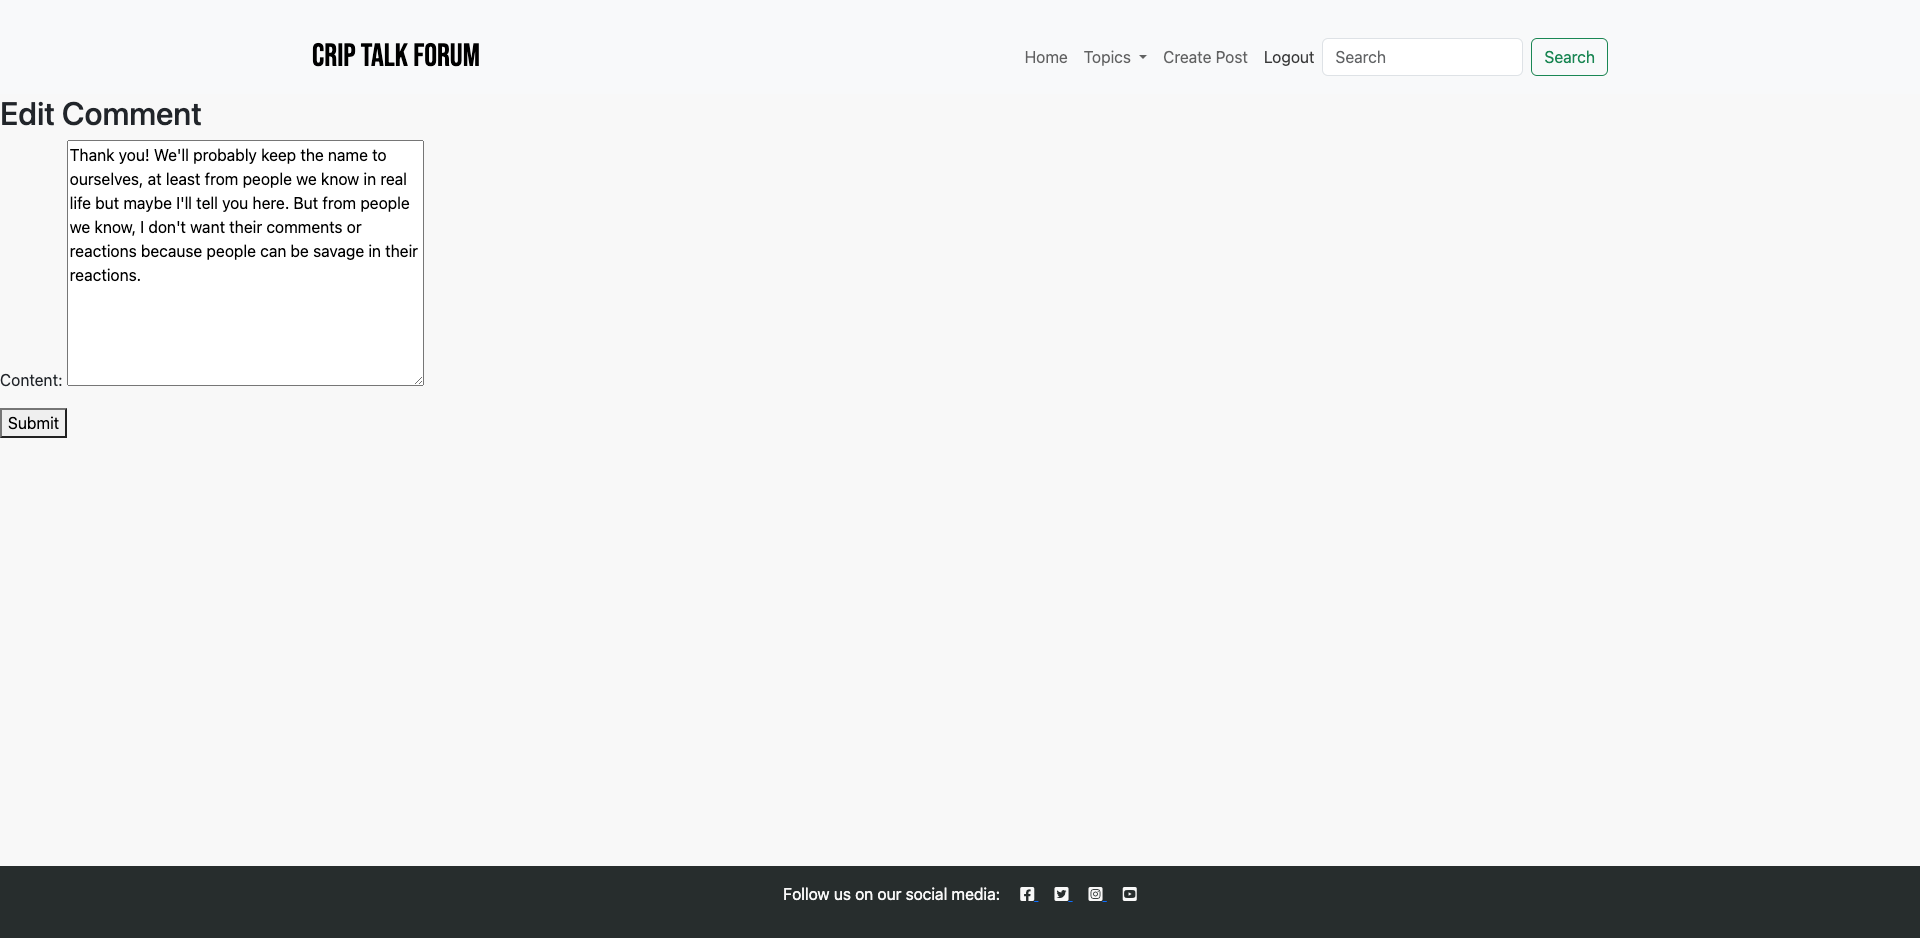 CRIP TALK FORUM
Home Topics Create Post Logout Search Search
Edit Comment
Thank you! We'll probably keep the name to
ourselves, at least from people we know in real
life but maybe I'll tell you here. But from people
we know, I don't want their comments or
reactions because people can be savage in their
reactions.
Content:
Submit
Follow us on our social media: